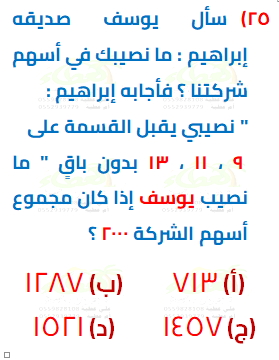 ٢٥) سأل يوسف صديقه
إبراهيم : ما نصيبك في أسهم
شركتنا ؟ فأجابه إبراهيم :
" نصيبي يقبل القسمة على
٩ ، ١١ ، ١٣ بدون باقٍ " ما
نصيب يوسف إذا كان مجموع
أسهم الشركة ٢٠٠٠ ؟
(أ) ٧١٣ (ب) ١٢٨٧
(ج) ١٤٥٧ (د) ١٥٢١